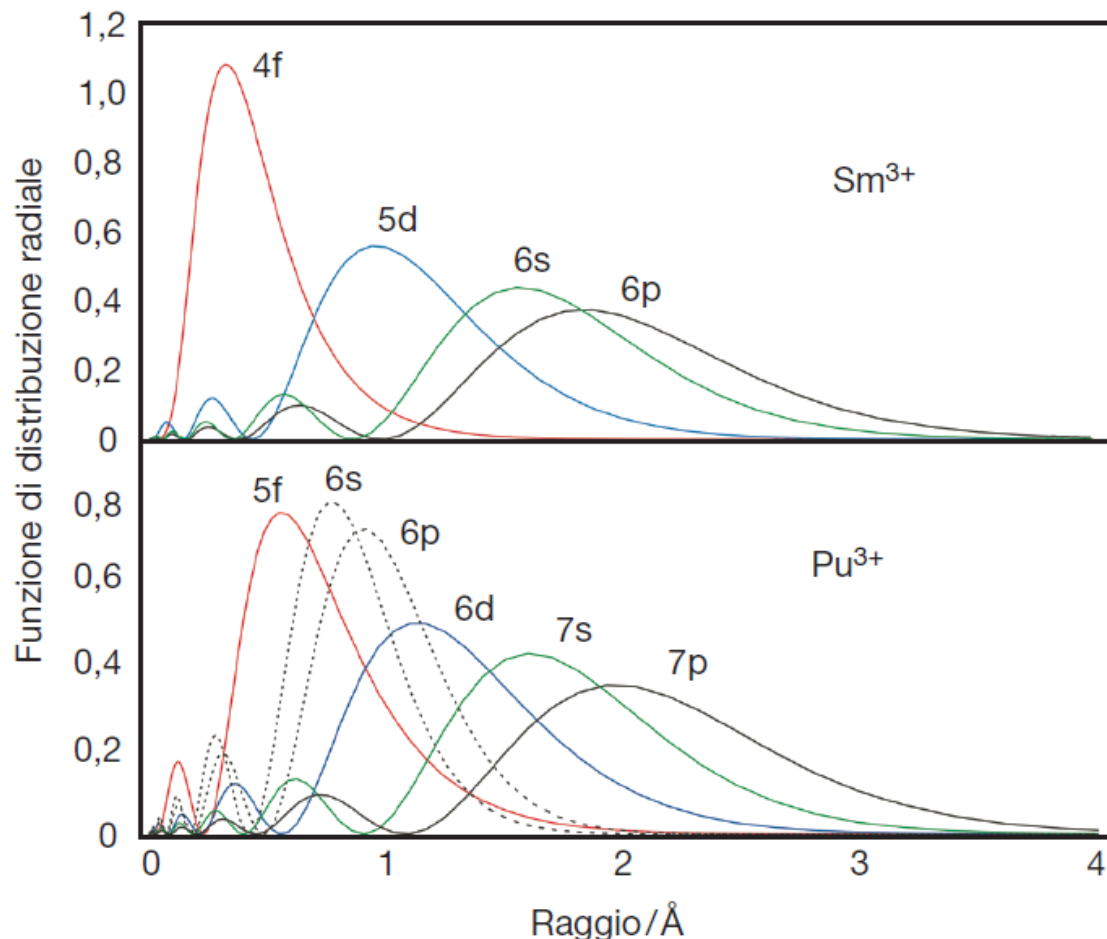 Funzione di distribuzione radiale
1,2
1,0
0,8
0,6
0,4
0,2
0
4f
5d
6s
6p
Sm³⁺
0,8
0,6
0,4
0,2
0
5f
6s
6p
6d
7s
7p
Pu³⁺
0 1 2 3 4
Raggio/Å